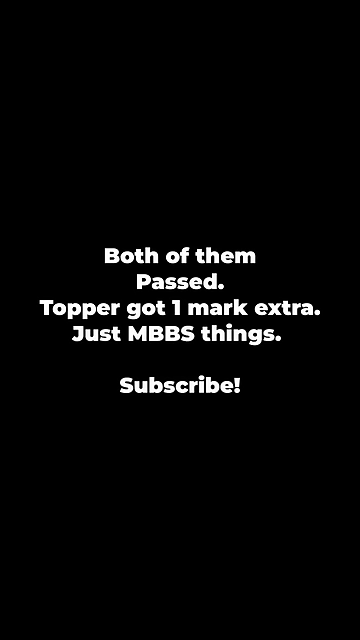 Both of them
Passed.
Topper got 1 mark extra.
Just MBBS things.
Subscribe!